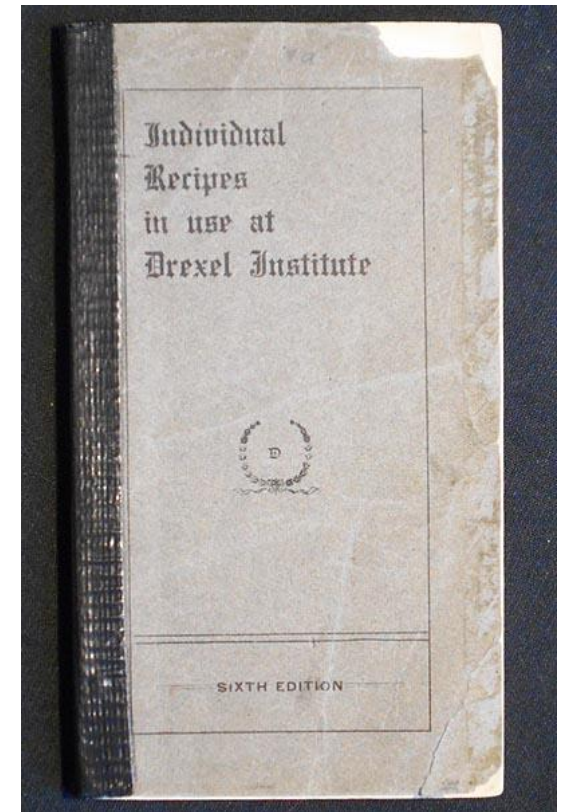 Individual
Recipes
in use at
Drexel Institute
D
SIXTH EDITION